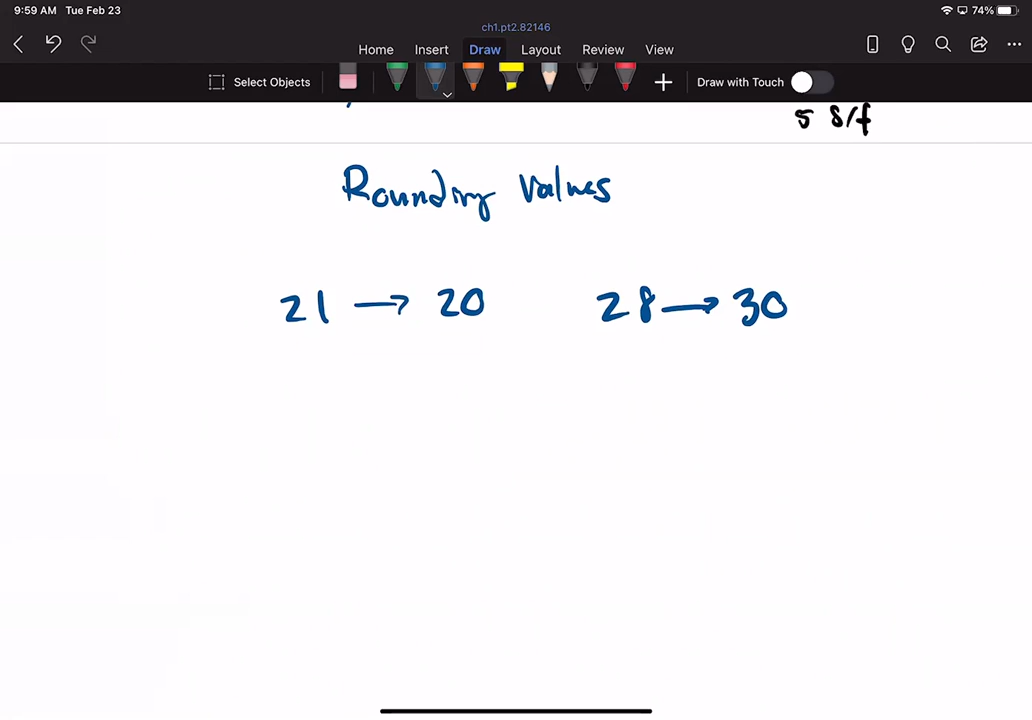 9:59 AM Tue Feb 23
74%
ch1.pt2.82146
Home Insert Draw Layout Review View
Select Objects
Draw with Touch
5 S/f
Rounding Values
21 → 20 28 → 30